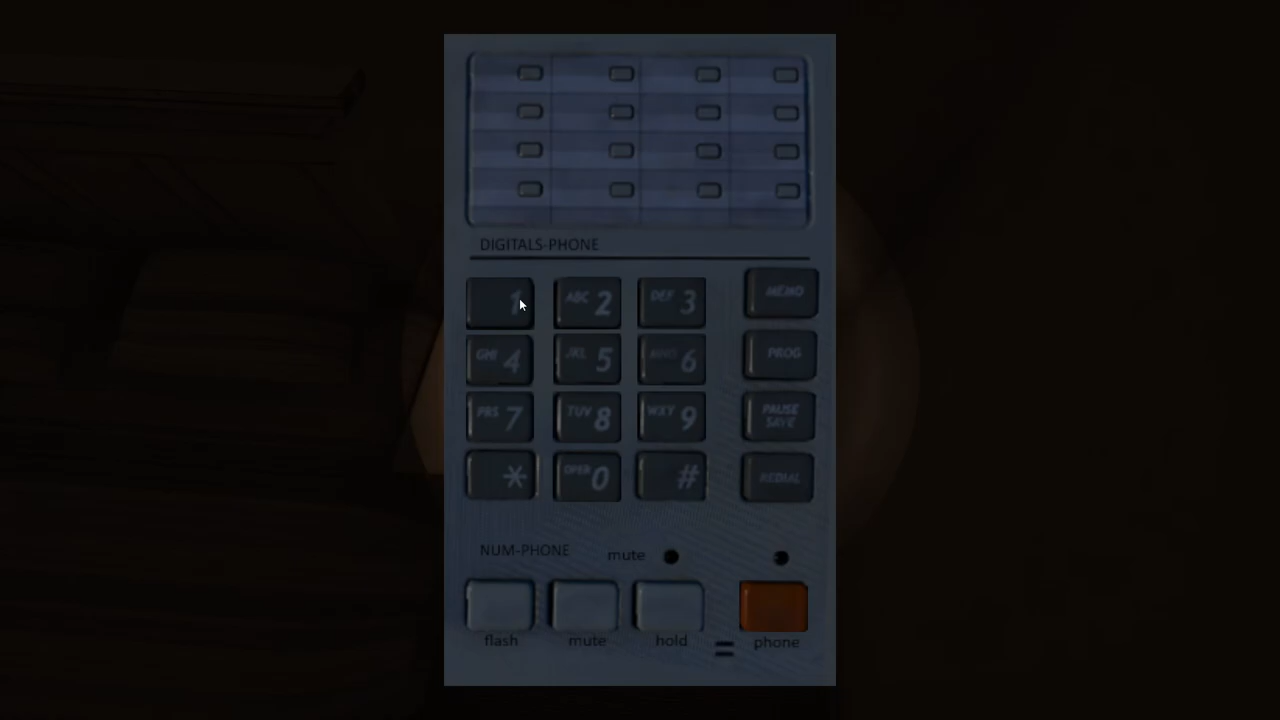 DIGITALS-PHONE
1 ABC 2 DEF 3 MEMO
GHI 4 JKL 5 MNO 6 PROG
PRS 7 TUV 8 WXY 9 PAUSE
SAVE
* OPER 0 # REDIAL
NUM-PHONE mute
flash mute hold phone